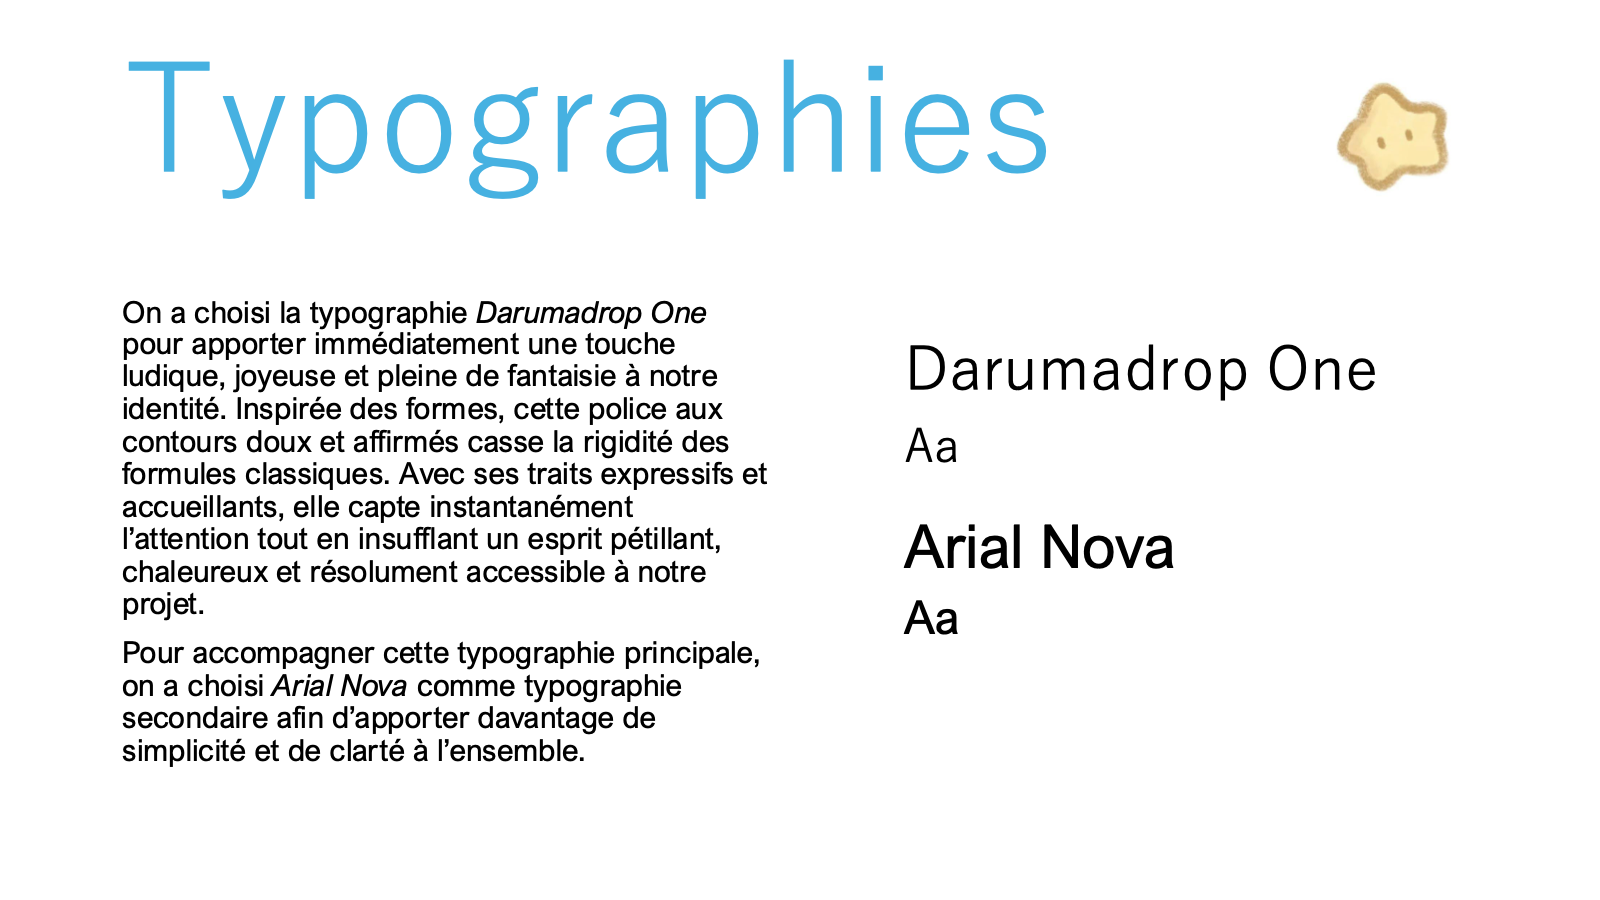 Typographies
On a choisi la typographie Darumadrop One
pour apporter immédiatement une touche
ludique, joyeuse et pleine de fantaisie à notre
identité. Inspirée des formes, cette police aux
contours doux et affirmés casse la rigidité des
formules classiques. Avec ses traits expressifs et
accueillants, elle capte instantanément
l’attention tout en insufflant un esprit pétillant,
chaleureux et résolument accessible à notre
projet.
Pour accompagner cette typographie principale,
on a choisi Arial Nova comme typographie
secondaire afin d’apporter davantage de
simplicité et de clarté à l’ensemble.
Darumadrop One
Aa
Arial Nova
Aa